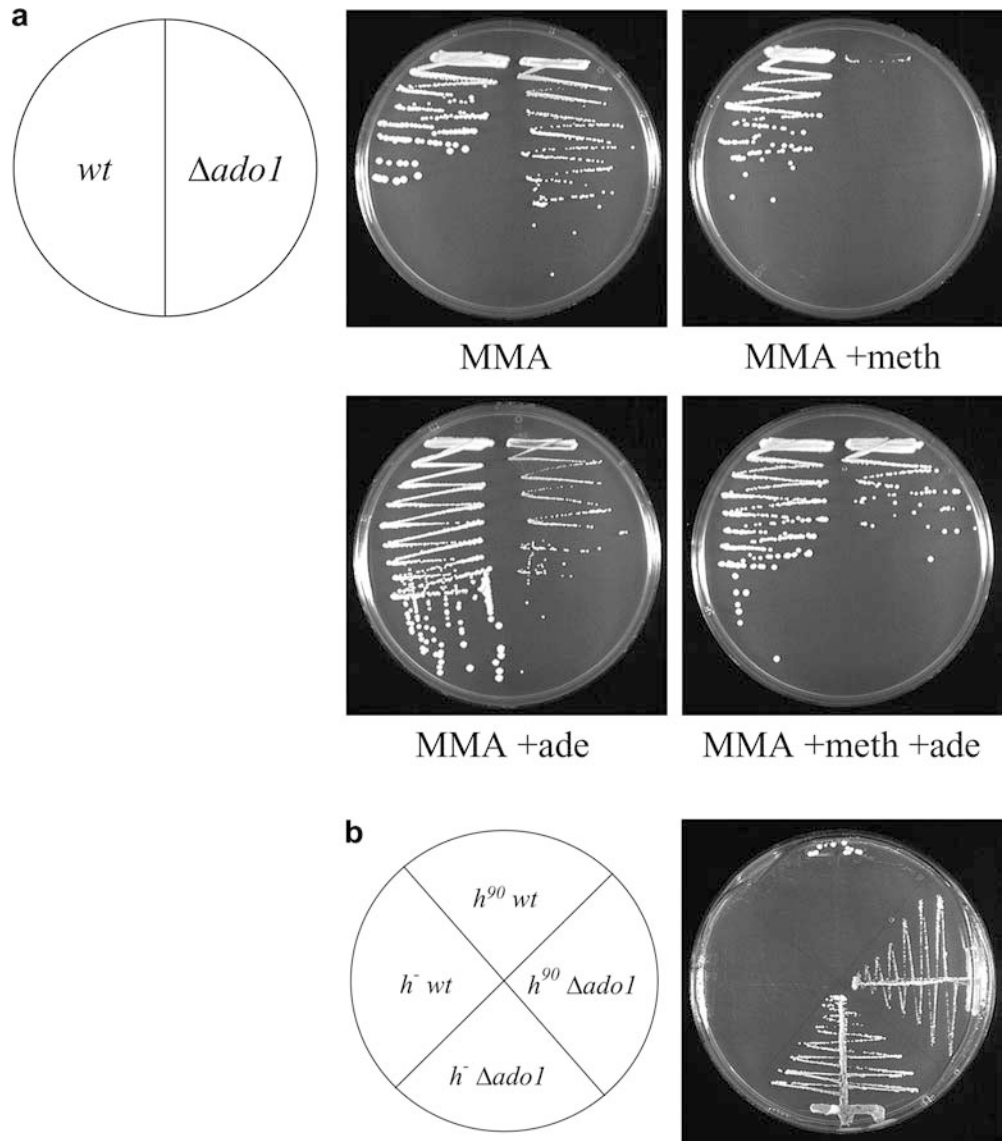 a
wt
Δado1
MMA
MMA +meth
MMA +ade
MMA +meth +ade
b
h⁹⁰ wt
h⁻ wt
h⁹⁰ Δado1
h⁻ Δado1